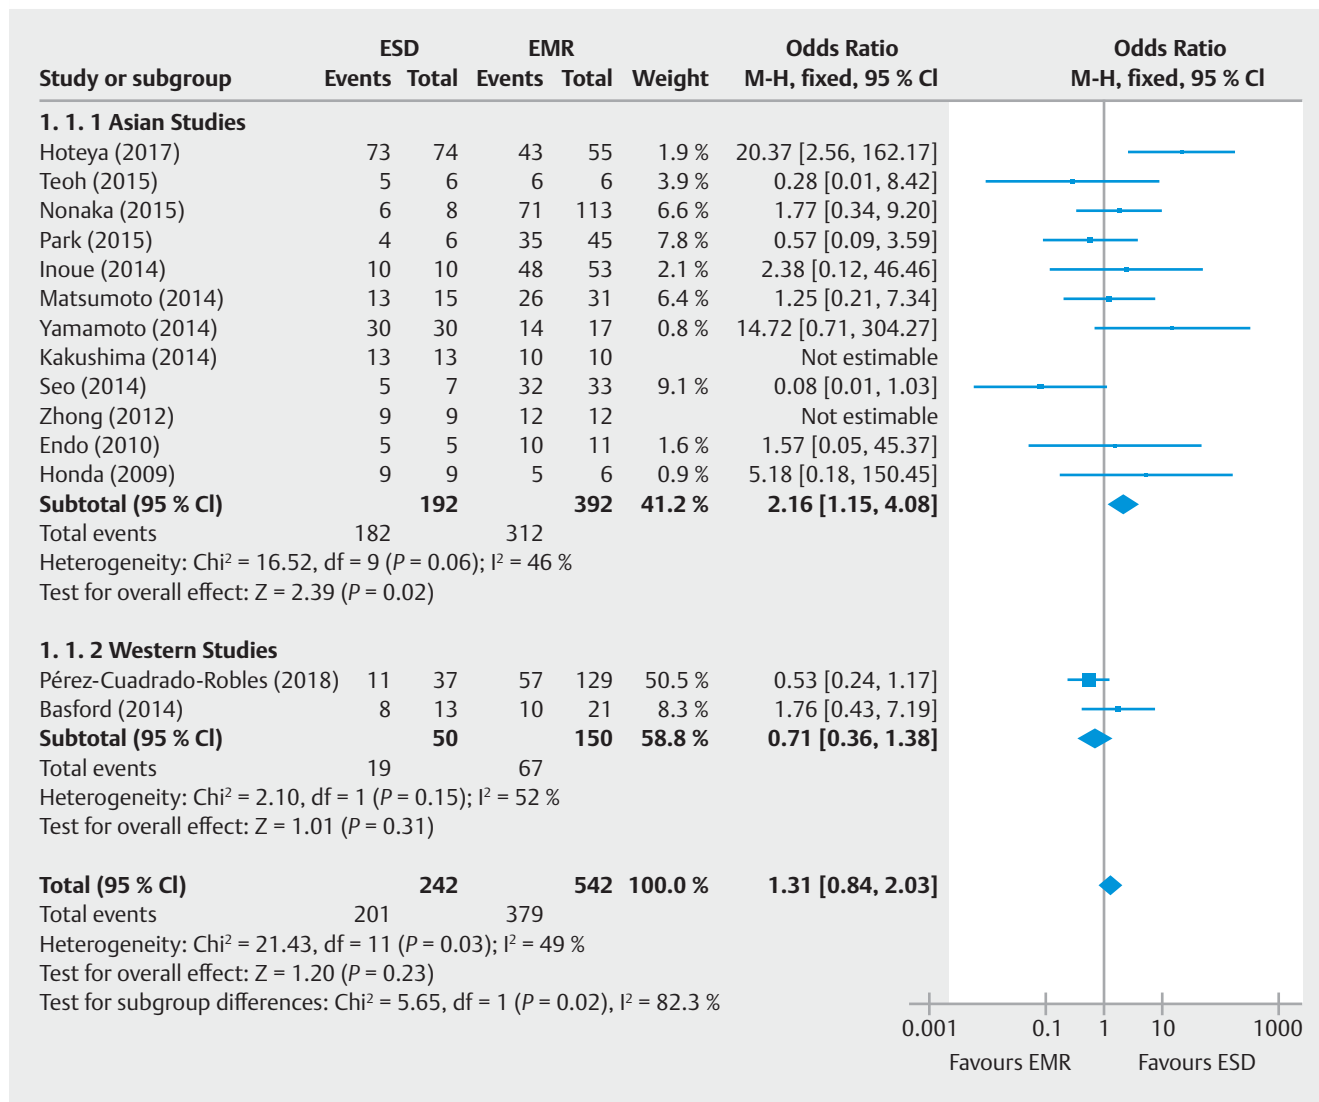 ESD EMR Odds Ratio Odds Ratio
Study or subgroup Events Total Events Total Weight M-H, fixed, 95 % Cl M-H, fixed, 95 % Cl
1. 1. 1 Asian Studies
Hoteya (2017) 73 74 43 55 1.9 % 20.37 [2.56, 162.17]
Teoh (2015) 5 6 6 6 3.9 % 0.28 [0.01, 8.42]
Nonaka (2015) 6 8 71 113 6.6 % 1.77 [0.34, 9.20]
Park (2015) 4 6 35 45 7.8 % 0.57 [0.09, 3.59]
Inoue (2014) 10 10 48 53 2.1 % 2.38 [0.12, 46.46]
Matsumoto (2014) 13 15 26 31 6.4 % 1.25 [0.21, 7.34]
Yamamoto (2014) 30 30 14 17 0.8 % 14.72 [0.71, 304.27]
Kakushima (2014) 13 13 10 10 Not estimable
Seo (2014) 5 7 32 33 9.1 % 0.08 [0.01, 1.03]
Zhong (2012) 9 9 12 12 Not estimable
Endo (2010) 5 5 10 11 1.6 % 1.57 [0.05, 45.37]
Honda (2009) 9 9 5 6 0.9 % 5.18 [0.18, 150.45]
Subtotal (95 % Cl) 192 392 41.2 % 2.16 [1.15, 4.08]
Total events 182 312
Heterogeneity: Chi² = 16.52, df = 9 (P = 0.06); I² = 46 %
Test for overall effect: Z = 2.39 (P = 0.02)
1. 1. 2 Western Studies
Pérez-Cuadrado-Robles (2018) 11 37 57 129 50.5 % 0.53 [0.24, 1.17]
Basford (2014) 8 13 10 21 8.3 % 1.76 [0.43, 7.19]
Subtotal (95 % Cl) 50 150 58.8 % 0.71 [0.36, 1.38]
Total events 19 67
Heterogeneity: Chi² = 2.10, df = 1 (P = 0.15); I² = 52 %
Test for overall effect: Z = 1.01 (P = 0.31)
Total (95 % Cl) 242 542 100.0 % 1.31 [0.84, 2.03]
Total events 201 379
Heterogeneity: Chi² = 21.43, df = 11 (P = 0.03); I² = 49 %
Test for overall effect: Z = 1.20 (P = 0.23)
Test for subgroup differences: Chi² = 5.65, df = 1 (P = 0.02), I² = 82.3 %
0.001 0.1 1 10 1000
Favours EMR Favours ESD